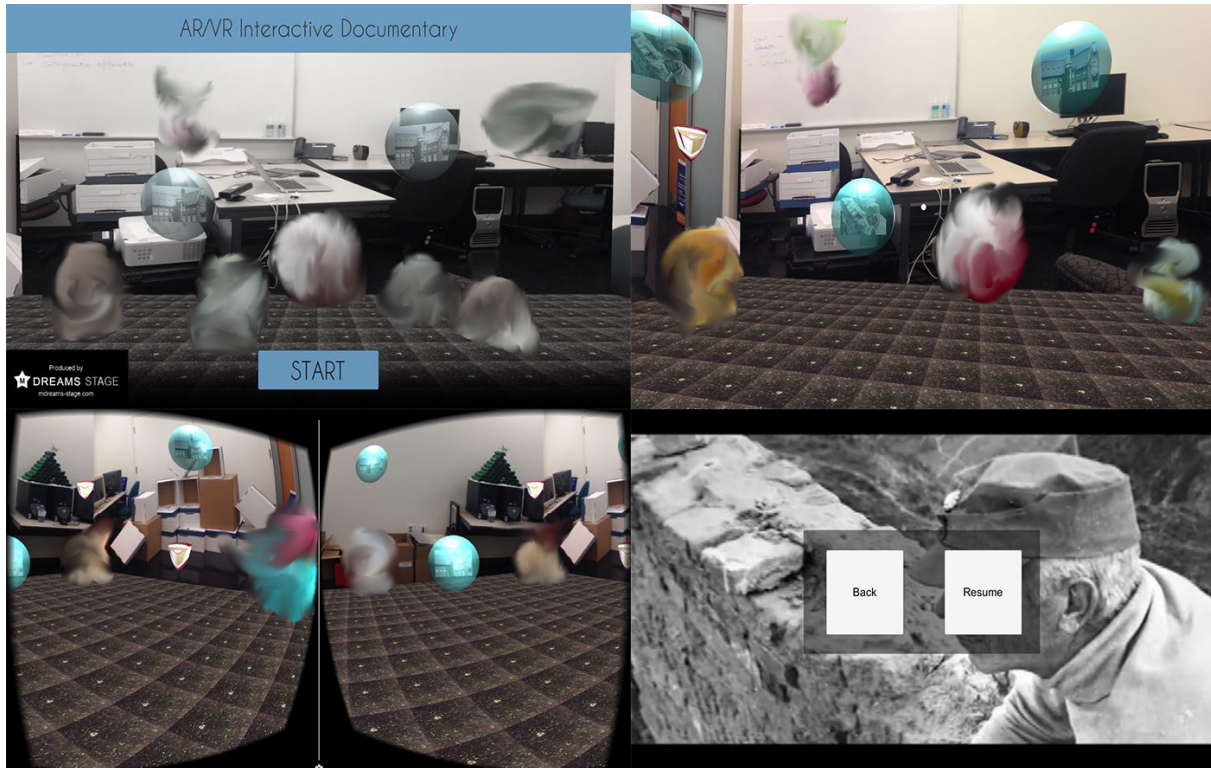 AR/VR Interactive Documentary
START
Produced by
DREAMS STAGE
mdreams-stage.com
Back
Resume